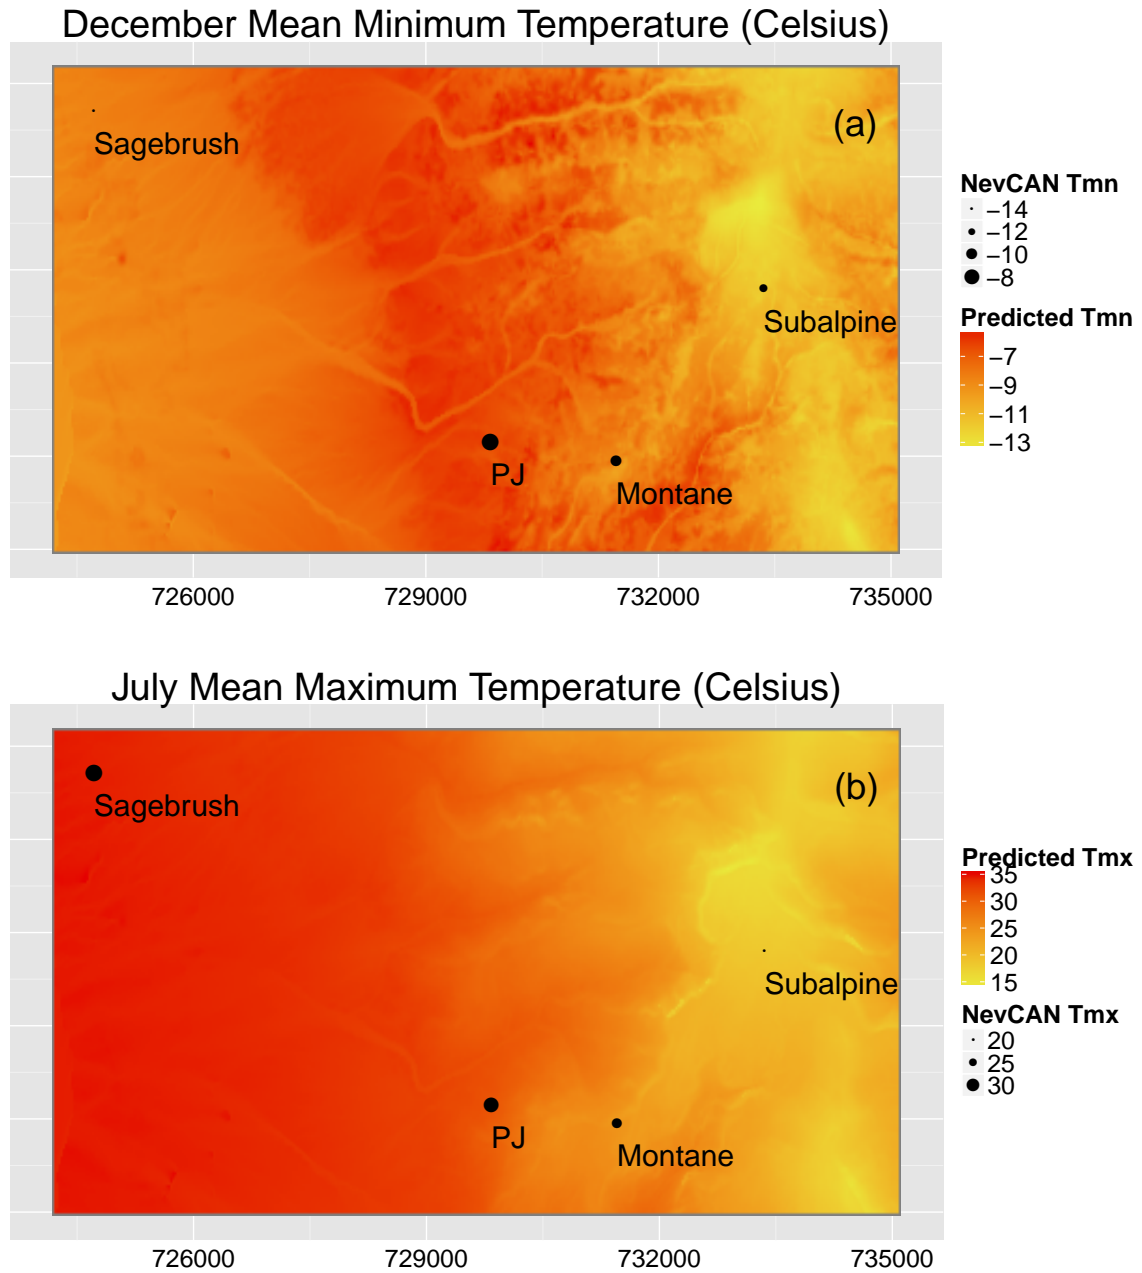 December Mean Minimum Temperature (Celsius)
(a)
Sagebrush
Subalpine
PJ
Montane
726000 729000 732000 735000
NevCAN Tmn
−14
−12
−10
−8
Predicted Tmn
−7
−9
−11
−13
July Mean Maximum Temperature (Celsius)
(b)
Sagebrush
Subalpine
PJ
Montane
726000 729000 732000 735000
Predicted Tmx
35
30
25
20
15
NevCAN Tmx
20
25
30